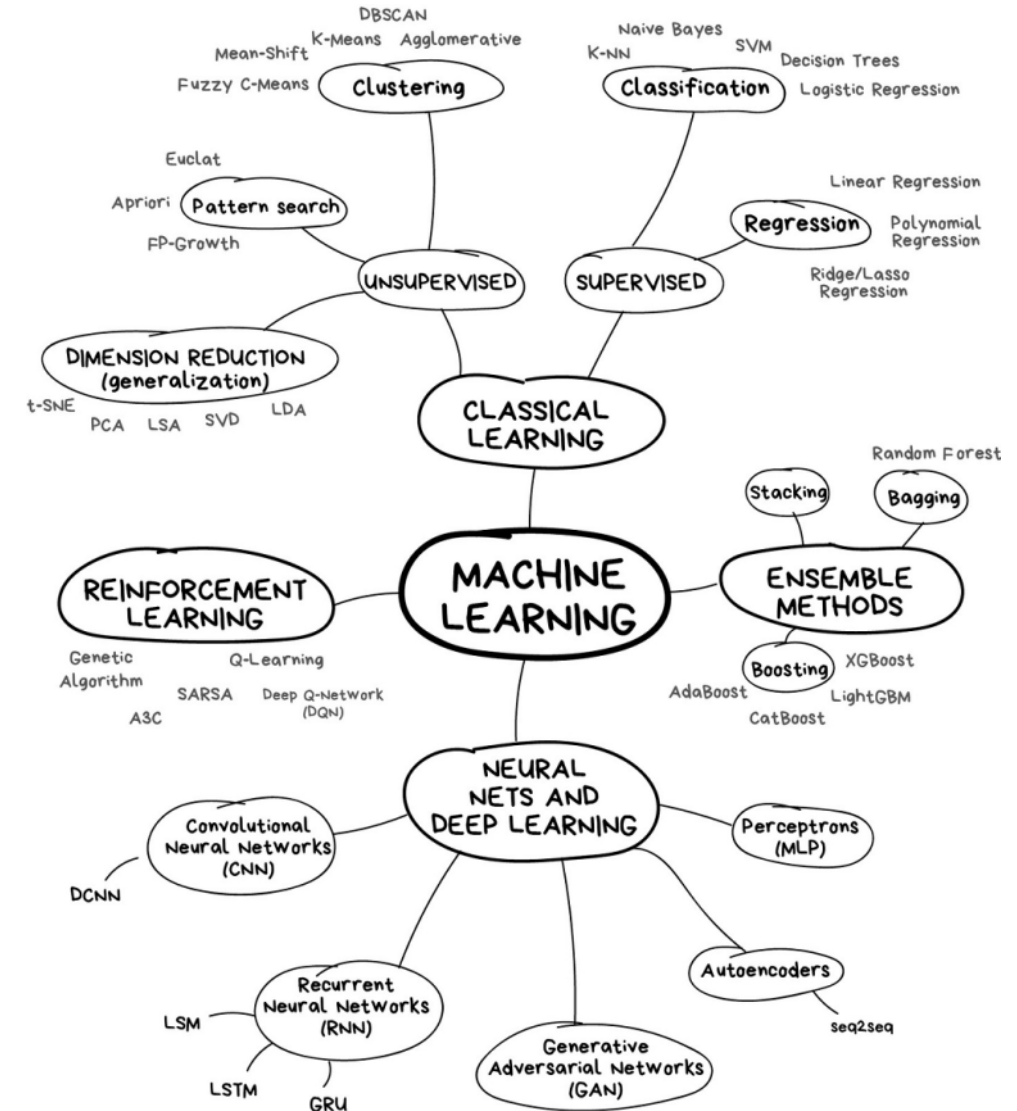 DBSCAN
K-Means
Agglomerative
Mean-Shift
Fuzzy C-Means
Clustering
Naive Bayes
K-NN
SVM
Decision Trees
Classification
Logistic Regression
Euclat
Apriori
Pattern search
FP-Growth
Linear Regression
Regression
Polynomial
Regression
Ridge/Lasso
Regression
UNSUPERVISED
SUPERVISED
DIMENSION REDUCTION
(generalization)
t-SNE
PCA
LSA
SVD
LDA
CLASSICAL
LEARNING
Random Forest
Stacking
Bagging
REINFORCEMENT
LEARNING
MACHINE
LEARNING
ENSEMBLE
METHODS
Genetic
Algorithm
Q-Learning
SARSA
Deep Q-Network
(DQN)
A3C
Boosting
XGBoost
AdaBoost
LightGBM
CatBoost
NEURAL
NETS AND
DEEP LEARNING
Convolutional
Neural Networks
(CNN)
DCNN
Perceptrons
(MLP)
Autoencoders
seq2seq
Recurrent
Neural Networks
(RNN)
LSM
LSTM
GRU
Generative
Adversarial Networks
(GAN)